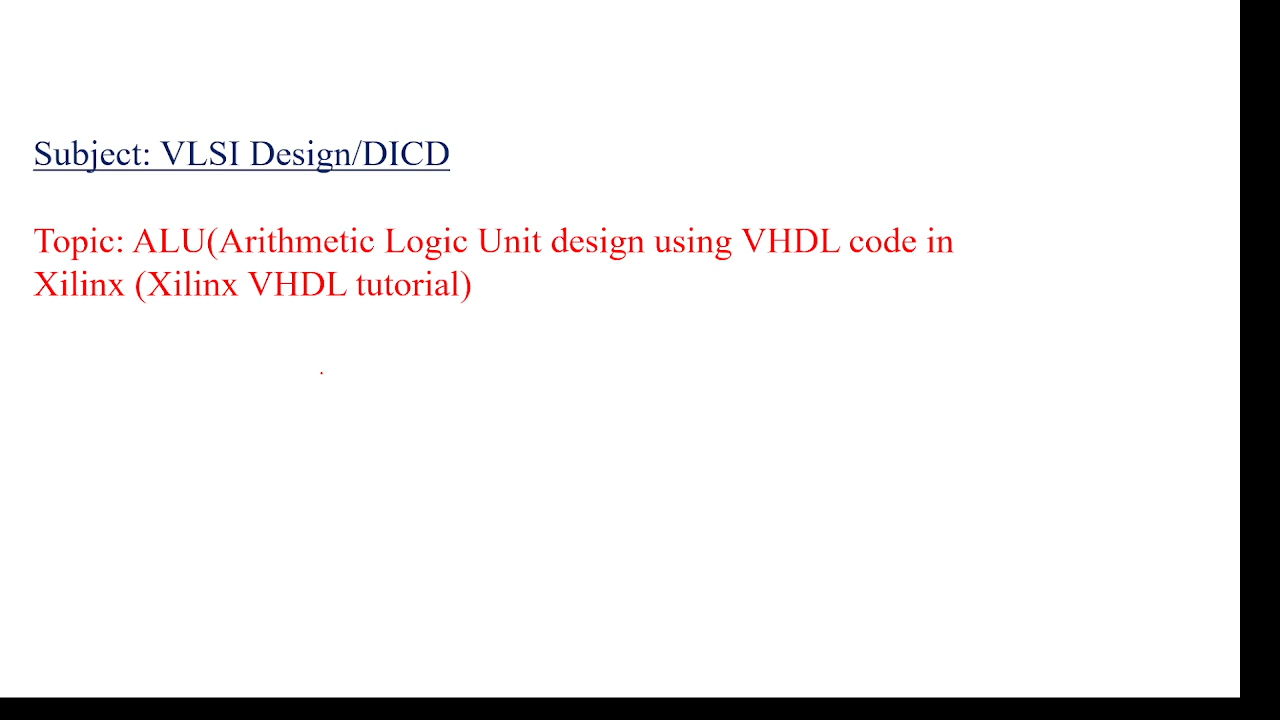 Subject: VLSI Design/DICD
Topic: ALU(Arithmetic Logic Unit design using VHDL code in
Xilinx (Xilinx VHDL tutorial)